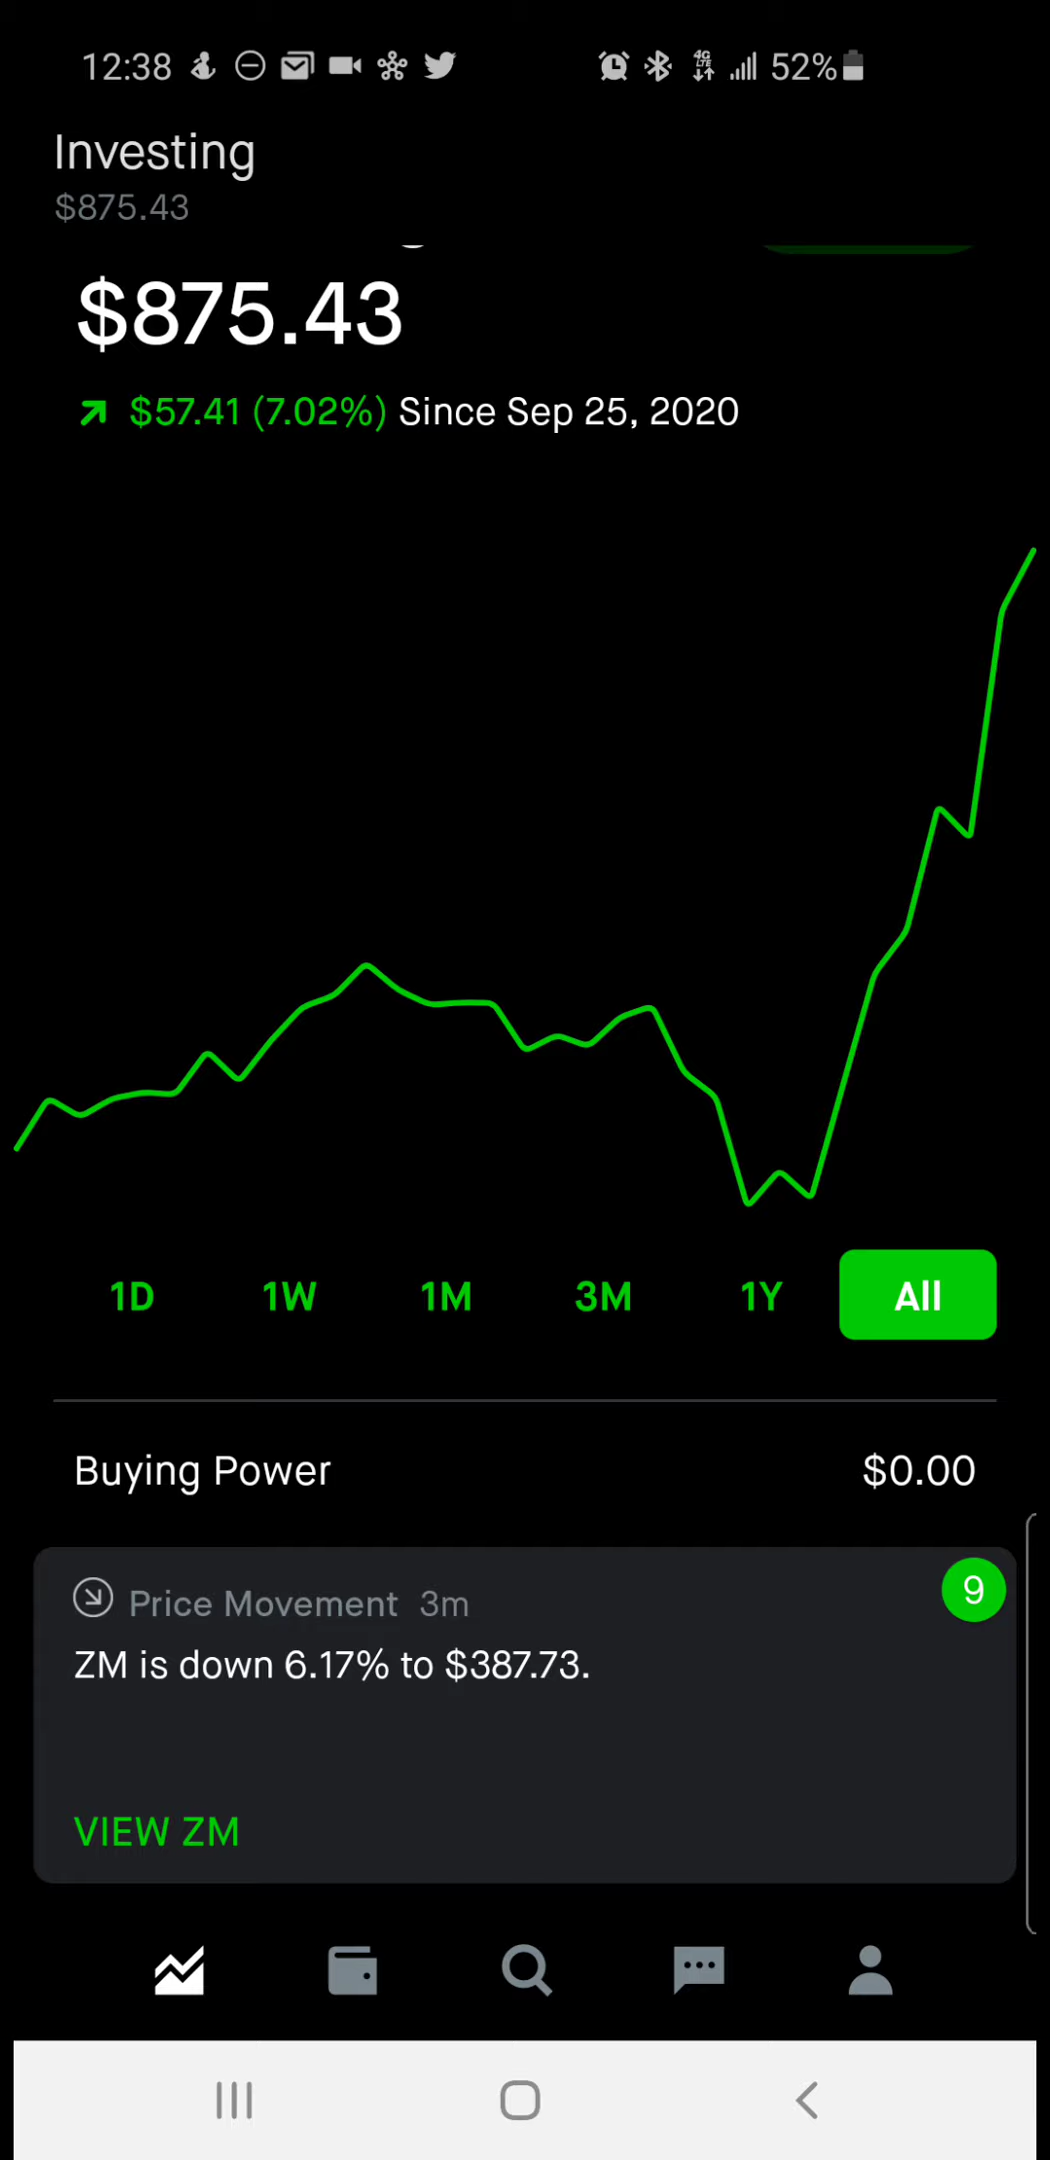 12:38 4G LTE 52%
Investing
$875.43
$875.43
$57.41 (7.02%) Since Sep 25, 2020
1D 1W 1M 3M 1Y All
Buying Power $0.00
Price Movement 3m 9
ZM is down 6.17% to $387.73.
VIEW ZM